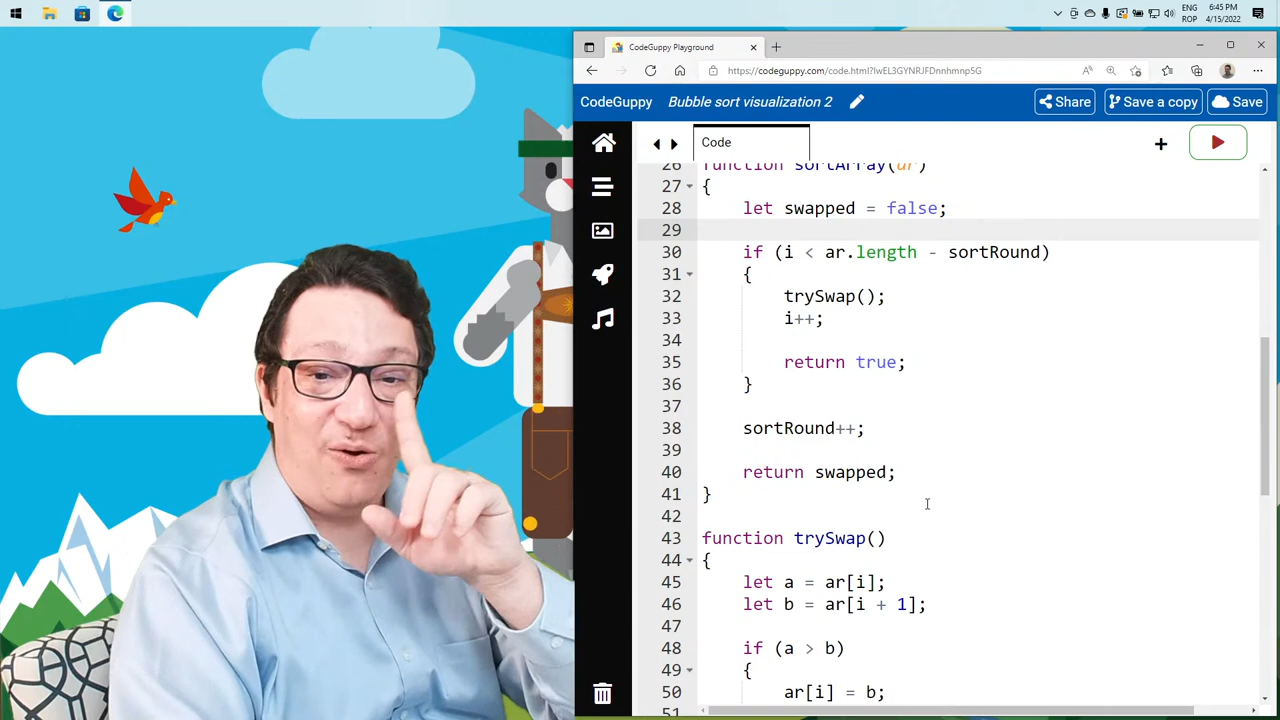 6:45 PM
ENG
ROP
4/15/2022
CodeGuppy Playground
https://codeguppy.com/code.html?lwEL3GYNRJFDnnhmnp5G
CodeGuppy
Bubble sort visualization 2
Share
Save a copy
Save
Code
26 function sortArray(ar)
27 {
28 let swapped = false;
29
30 if (i < ar.length - sortRound)
31 {
32 trySwap();
33 i++;
34
35 return true;
36 }
37
38 sortRound++;
39
40 return swapped;
41 }
42
43 function trySwap()
44 {
45 let a = ar[i];
46 let b = ar[i + 1];
47
48 if (a > b)
49 {
50 ar[i] = b;
51